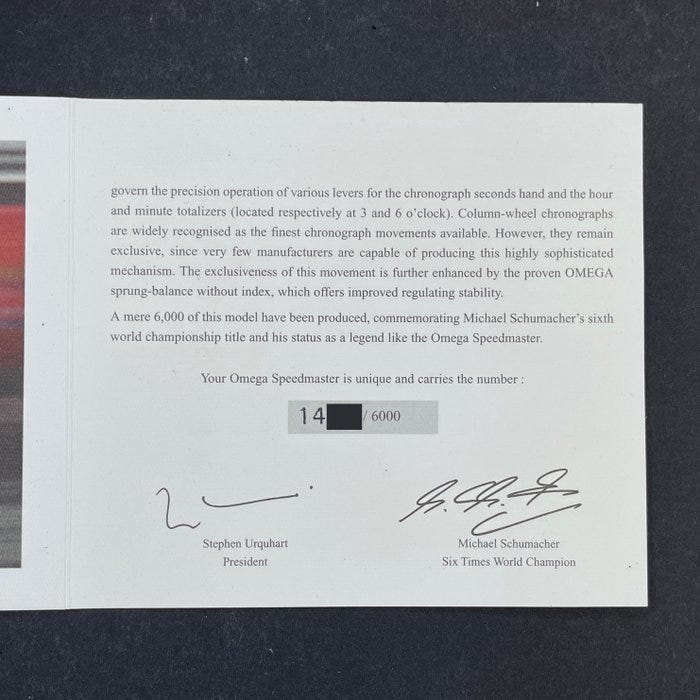 govern the precision operation of various levers for the chronograph seconds hand and the hour
and minute totalizers (located respectively at 3 and 6 o'clock). Column-wheel chronographs
are widely recognised as the finest chronograph movements available. However, they remain
exclusive, since very few manufacturers are capable of producing this highly sophisticated
mechanism. The exclusiveness of this movement is further enhanced by the proven OMEGA
sprung-balance without index, which offers improved regulating stability.
A mere 6,000 of this model have been produced, commemorating Michael Schumacher's sixth
world championship title and his status as a legend like the Omega Speedmaster.
Your Omega Speedmaster is unique and carries the number :
14 / 6000
Stephen Urquhart
President
Michael Schumacher
Six Times World Champion